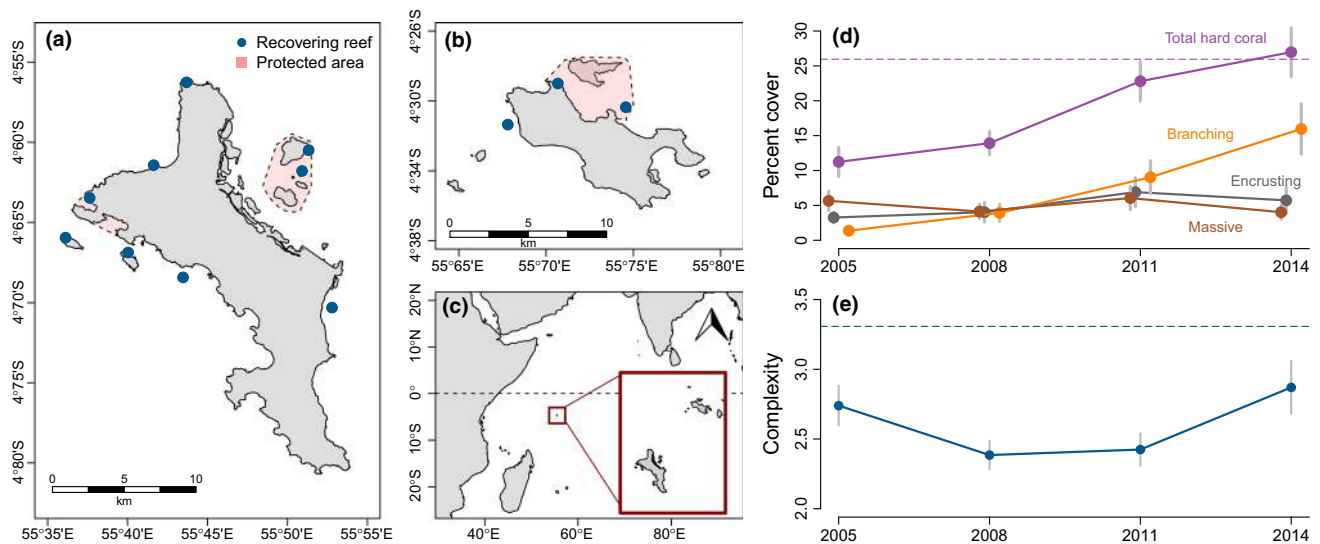 (a)
Recovering reef
Protected area
4°55'S
4°60'S
4°65'S
4°70'S
4°75'S
4°80'S
0
5
10
km
55°35'E
55°40'E
55°45'E
55°50'E
55°55'E
(b)
4°26'S
4°30'S
4°34'S
4°38'S
0
5
10
km
55°65'E
55°70'E
55°75'E
55°80'E
(c)
20°N
10°N
0°
10°S
20°S
40°E
60°E
80°E
(d)
Percent cover
30
25
20
15
10
5
0
Total hard coral
Branching
Encrusting
Massive
2005
2008
2011
2014
(e)
Complexity
3.5
3.0
2.5
2.0
2005
2008
2011
2014